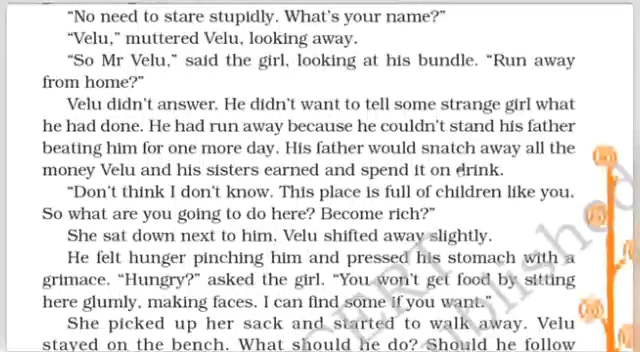 "No need to stare stupidly. What's your name?"
"Velu," muttered Velu, looking away.
"So Mr Velu," said the girl, looking at his bundle. "Run away
from home?"
Velu didn't answer. He didn't want to tell some strange girl what
he had done. He had run away because he couldn't stand his father
beating him for one more day. His father would snatch away all the
money Velu and his sisters earned and spend it on drink.
"Don't think I don't know. This place is full of children like you.
So what are you going to do here? Become rich?"
She sat down next to him. Velu shifted away slightly.
He felt hunger pinching him and pressed his stomach with a
grimace. "Hungry?" asked the girl. "You won't get food by sitting
here glumly, making faces. I can find some if you want."
She picked up her sack and started to walk away. Velu
stayed on the bench. What should he do? Should he follow